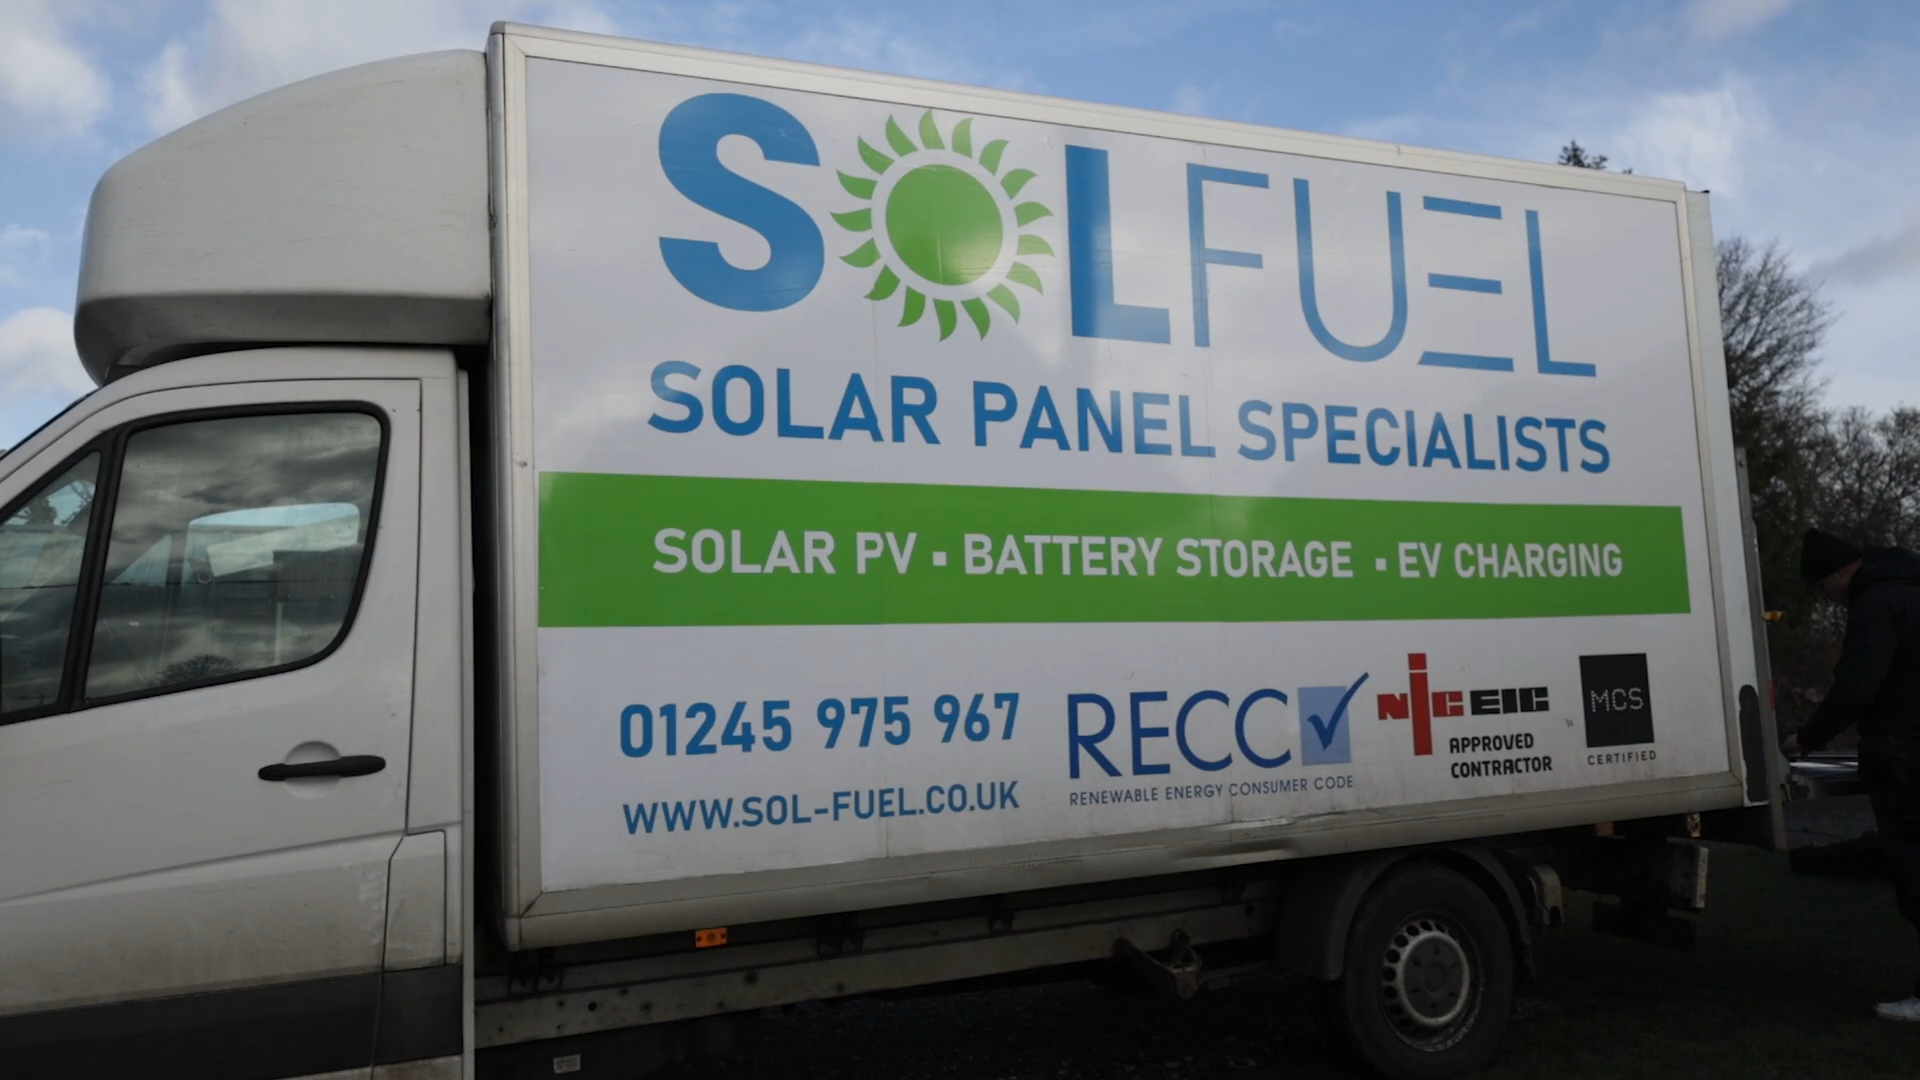 SOLFUEL
SOLAR PANEL SPECIALISTS
SOLAR PV ▪ BATTERY STORAGE ▪ EV CHARGING
01245 975 967
WWW.SOL-FUEL.CO.UK
RECC
RENEWABLE ENERGY CONSUMER CODE
NICEIC
APPROVED
CONTRACTOR
MCS
CERTIFIED